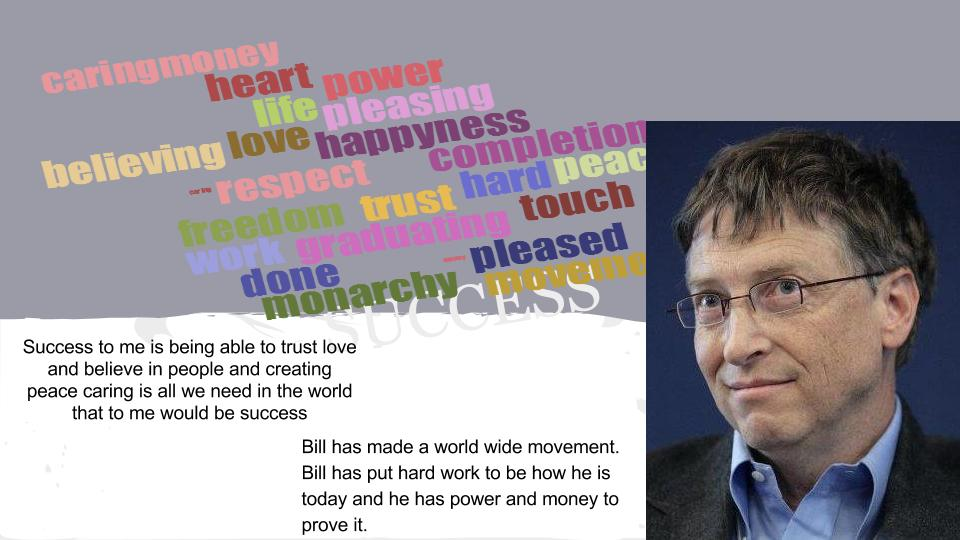 caringmoney
heart power
life pleasing
love happyness
believing completion
caring respect hard peac
freedom trust touch
work graduating
done pleased
monarchy moveme
SUCCESS
Success to me is being able to trust love
and believe in people and creating
peace caring is all we need in the world
that to me would be success
Bill has made a world wide movement.
Bill has put hard work to be how he is
today and he has power and money to
prove it.